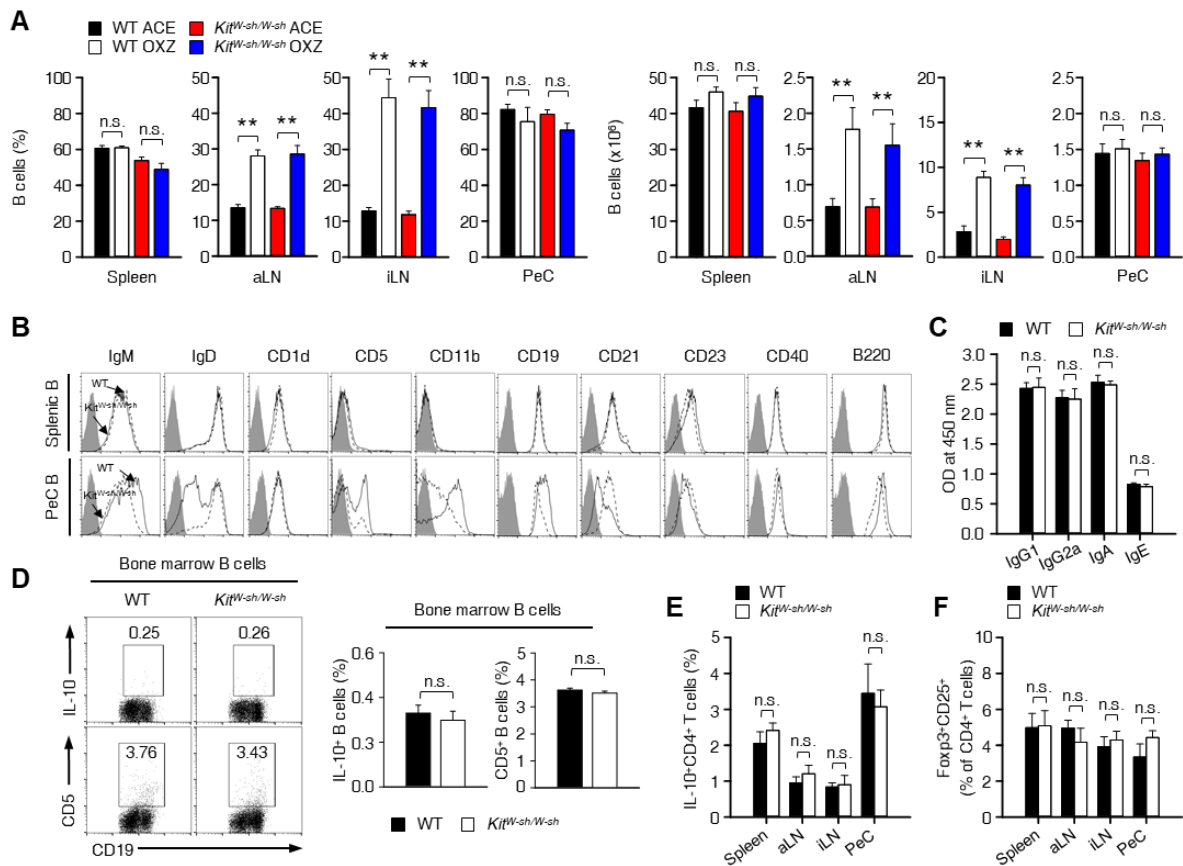 A
WT ACE Kit^W-sh/W-sh ACE
WT OXZ Kit^W-sh/W-sh OXZ
B cells (%)
100
80
60
40
20
0
n.s. n.s.
Spleen
50
40
30
20
10
0
** **
aLN
50
40
30
20
10
0
** **
iLN
100
80
60
40
20
0
n.s. n.s.
PeC
B cells (x 10⁶)
50
40
30
20
10
0
n.s. n.s.
Spleen
2.5
2.0
1.5
1.0
0.5
0
** **
aLN
20
15
10
5
0
** **
iLN
2.5
2.0
1.5
1.0
0.5
0
n.s. n.s.
PeC
B
IgM IgD CD1d CD5 CD11b CD19 CD21 CD23 CD40 B220
Splenic B
WT
Kit^W-sh/W-sh
PeC B
WT
Kit^W-sh/W-sh
C
WT Kit^W-sh/W-sh
OD at 450 nm
3.0
2.5
2.0
1.5
1.0
0.5
0.0
n.s. n.s. n.s. n.s.
IgG1 IgG2a IgA IgE
D
Bone marrow B cells
WT Kit^W-sh/W-sh
IL-10
0.25 0.26
CD5
3.76 3.43
CD19
Bone marrow B cells
IL-10⁺ B cells (%)
0.6
0.4
0.3
0.0
n.s.
CD5⁺ B cells (%)
5
4
3
2
1
0
n.s.
WT Kit^W-sh/W-sh
E
WT
Kit^W-sh/W-sh
IL-10⁺CD4⁺ T cells (%)
5
4
3
2
1
0
n.s. n.s. n.s. n.s.
Spleen aLN iLN PeC
F
WT
Kit^W-sh/W-sh
Foxp3⁺CD25⁺
(% of CD4⁺ T cells)
10
8
6
4
2
0
n.s. n.s. n.s. n.s.
Spleen aLN iLN PeC